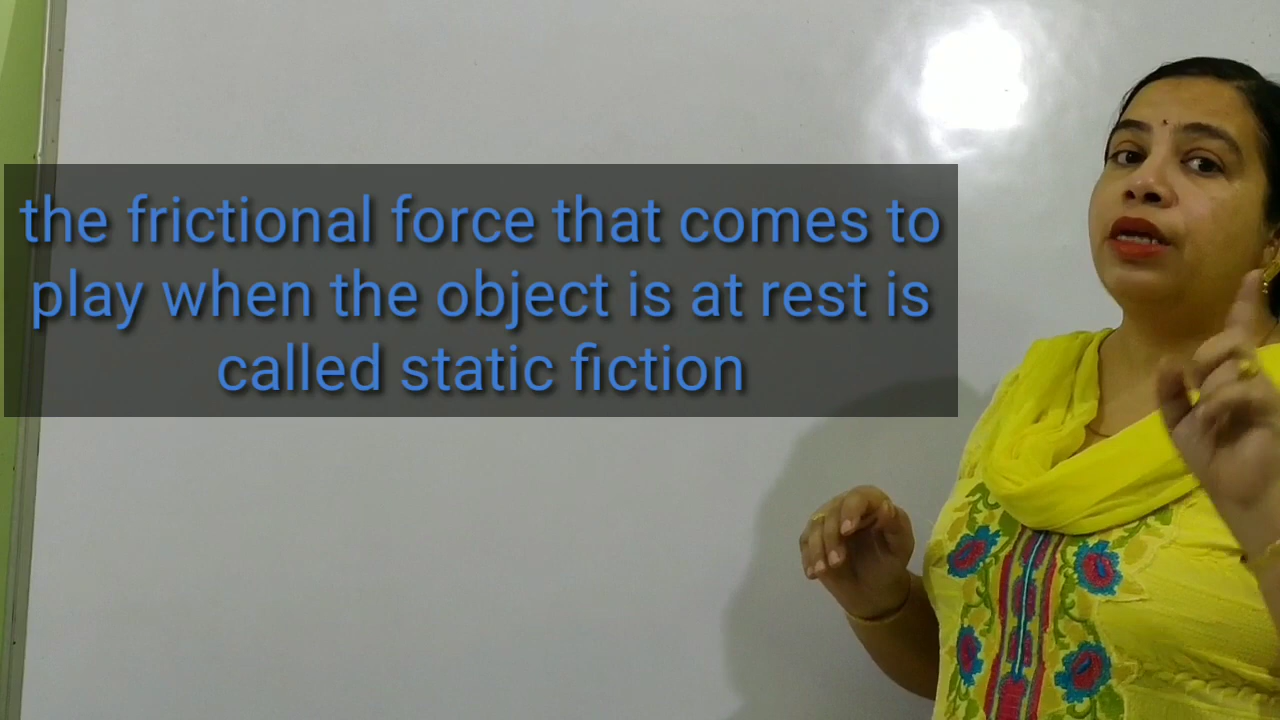 the frictional force that comes to
play when the object is at rest is
called static fiction